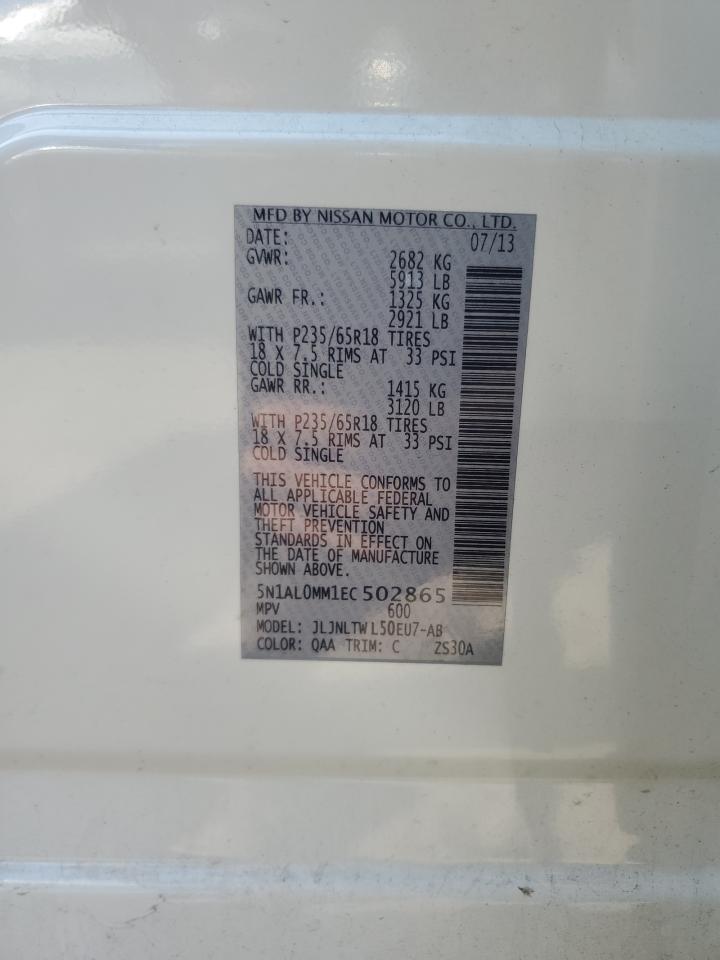 MFD BY NISSAN MOTOR CO., LTD.
DATE: 07/13
GVWR: 2682 KG
5913 LB
GAWR FR.: 1325 KG
2921 LB
WITH P235/65R18 TIRES
18 X 7.5 RIMS AT 33 PSI
COLD SINGLE
GAWR RR.: 1415 KG
3120 LB
WITH P235/65R18 TIRES
18 X 7.5 RIMS AT 33 PSI
COLD SINGLE
THIS VEHICLE CONFORMS TO
ALL APPLICABLE FEDERAL
MOTOR VEHICLE SAFETY AND
THEFT PREVENTION
STANDARDS IN EFFECT ON
THE DATE OF MANUFACTURE
SHOWN ABOVE.
5N1AL0MM1EC 502865
MPV 600
MODEL: JLJNLTW L50EU7-AB
COLOR: QAA TRIM: C ZS30A